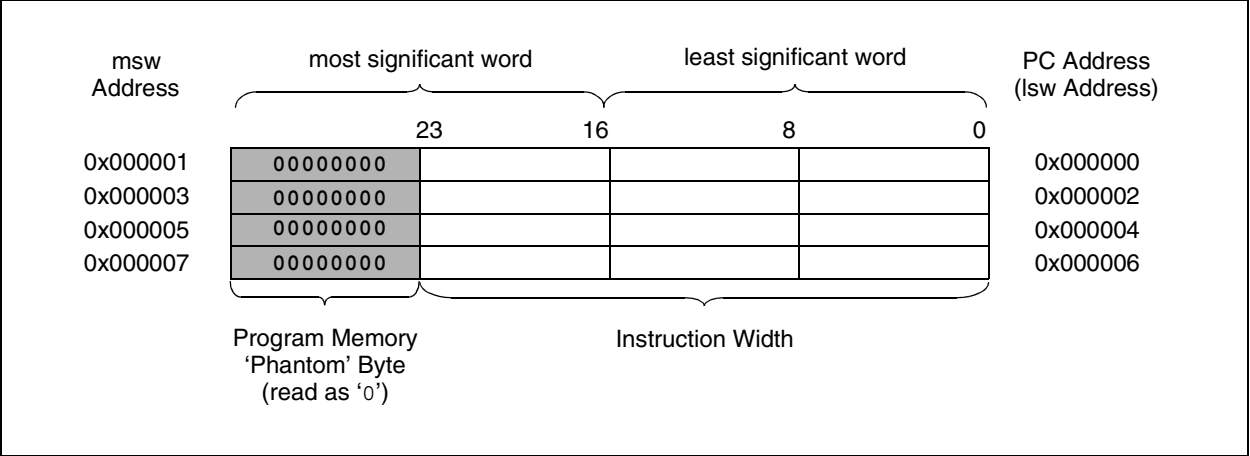 msw
Address
most significant word
least significant word
PC Address
(lsw Address)
23
16
8
0
0x000001
00000000
0x000000
0x000003
00000000
0x000002
0x000005
00000000
0x000004
0x000007
00000000
0x000006
Program Memory
‘Phantom’ Byte
(read as ‘0’)
Instruction Width